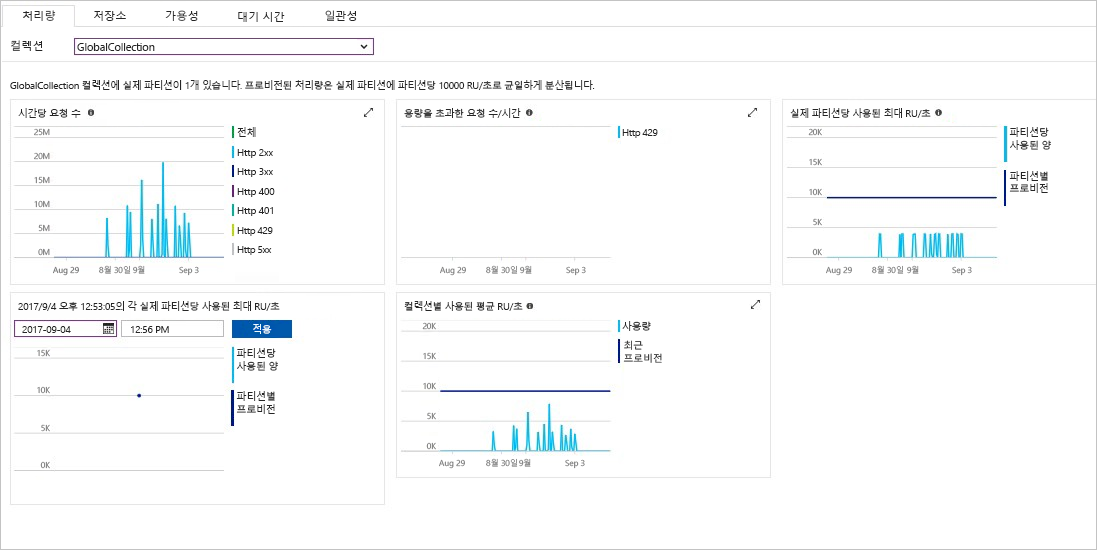 처리량 저장소 가용성 대기 시간 일관성
컬렉션 GlobalCollection
GlobalCollection 컬렉션에 실제 파티션이 1개 있습니다. 프로비전된 처리량은 실제 파티션에 파티션당 10000 RU/초로 균일하게 분산됩니다.
시간당 요청 수
25M
20M
15M
10M
5M
0M
Aug 29 8월 30일 9월 Sep 3
전체
Http 2xx
Http 3xx
Http 400
Http 401
Http 429
Http 5xx
용량을 초과한 요청 수/시간
Http 429
Aug 29 8월 30일 9월 Sep 3
실제 파티션당 사용된 최대 RU/초
20K
15K
10K
5K
0K
Aug 29 8월 30일 9월 Sep 3
파티션당
사용된 양
파티션별
프로비전
2017/9/4 오후 12:53:05의 각 실제 파티션당 사용된 최대 RU/초
2017-09-04 12:56 PM 적용
15K
10K
5K
0K
파티션당
사용된 양
파티션별
프로비전
컬렉션별 사용된 평균 RU/초
20K
15K
10K
5K
0K
Aug 29 8월 30일 9월 Sep 3
사용량
최근
프로비전